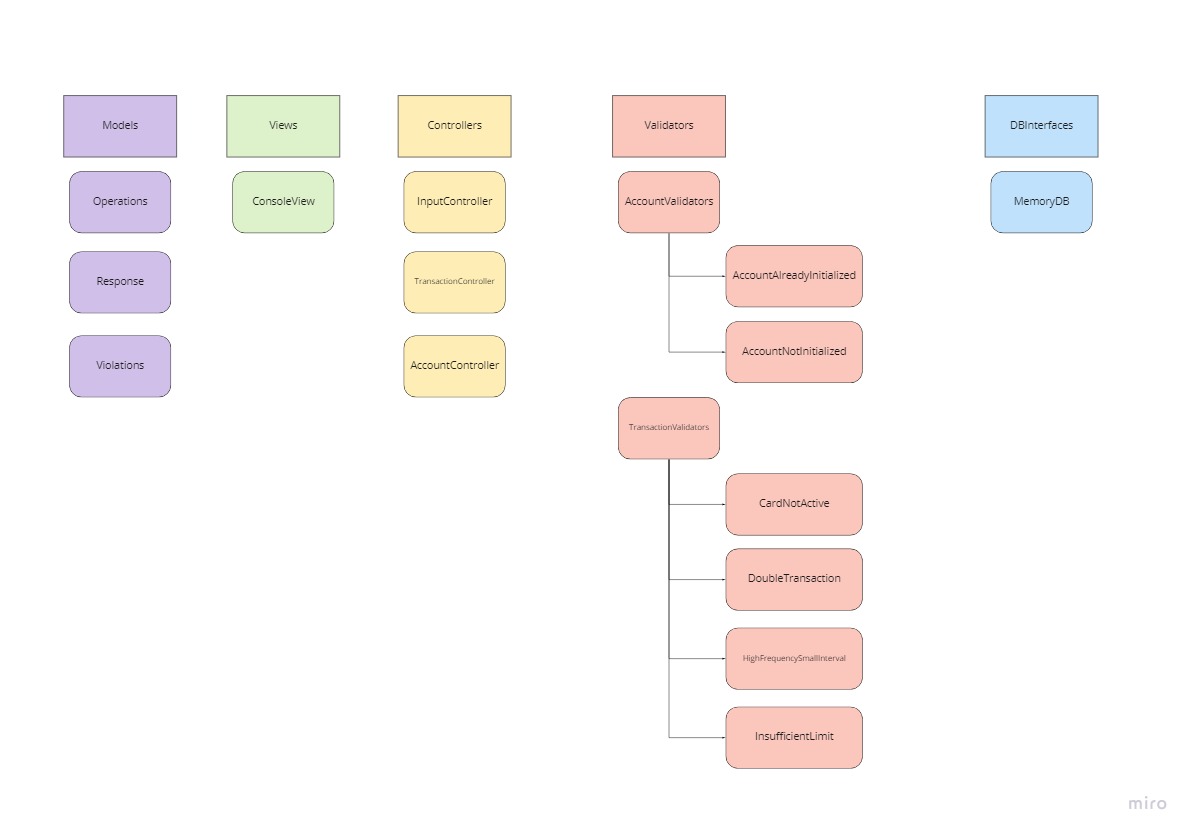 Models
Views
Controllers
Validators
DBInterfaces
Operations
ConsoleView
InputController
AccountValidators
MemoryDB
Response
TransactionController
AccountAlreadyInitialized
Violations
AccountController
AccountNotInitialized
TransactionValidators
CardNotActive
DoubleTransaction
HighFrequencySmallInterval
InsufficientLimit
miro